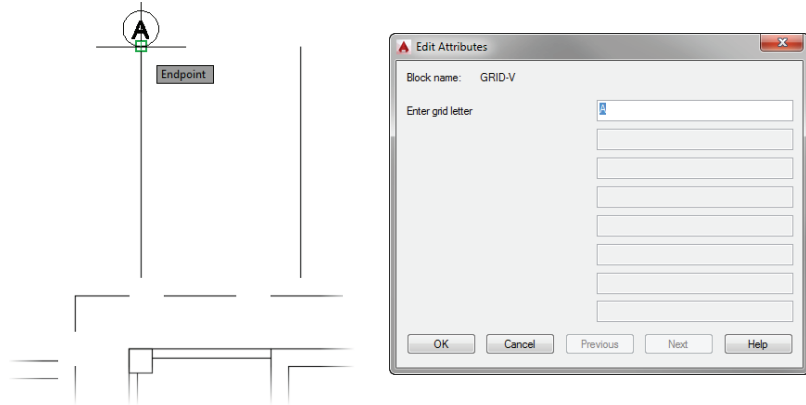 A
Endpoint
Edit Attributes
Block name: GRID-V
Enter grid letter A
OK Cancel Previous Next Help